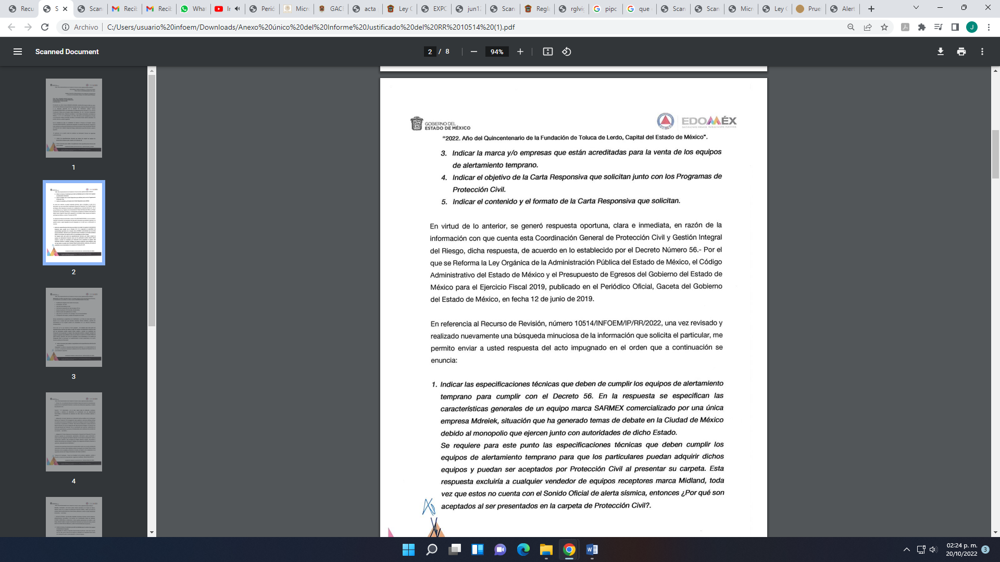 Recu
S
Scan
Recib
Recib
What
In
Perió
Micro
GACE
acta
Ley O
EXPO
jun12
Scan
Regla
rglvig
pipc
que
Scan
Scan
Micro
Ley O
Prue
Alert
Archivo
C:/Users/usuario%20infoem/Downloads/Anexo%20único%20del%20Informe%20Justificado%20del%20RR%2010514%20(1).pdf
J
Scanned Document
2 / 8
94%
1
2
3
4
GOBIERNO DEL
ESTADO DE MÉXICO
EDOMÉX
“2022. Año del Quincentenario de la Fundación de Toluca de Lerdo, Capital del Estado de México”.
3. Indicar la marca y/o empresas que están acreditadas para la venta de los equipos
de alertamiento temprano.
4. Indicar el objetivo de la Carta Responsiva que solicitan junto con los Programas de
Protección Civil.
5. Indicar el contenido y el formato de la Carta Responsiva que solicitan.
En virtud de lo anterior, se generó respuesta oportuna, clara e inmediata, en razón de la
información con que cuenta esta Coordinación General de Protección Civil y Gestión Integral
del Riesgo, dicha respuesta, de acuerdo en lo establecido por el Decreto Número 56.- Por el
que se Reforma la Ley Orgánica de la Administración Pública del Estado de México, el Código
Administrativo del Estado de México y el Presupuesto de Egresos del Gobierno del Estado de
México para el Ejercicio Fiscal 2019, publicado en el Periódico Oficial, Gaceta del Gobierno
del Estado de México, en fecha 12 de junio de 2019.
En referencia al Recurso de Revisión, número 10514/INFOEM/IP/RR/2022, una vez revisado y
realizado nuevamente una búsqueda minuciosa de la información que solicita el particular, me
permito enviar a usted respuesta del acto impugnado en el orden que a continuación se
enuncia:
1. Indicar las especificaciones técnicas que deben de cumplir los equipos de alertamiento
temprano para cumplir con el Decreto 56. En la respuesta se especifican las
características generales de un equipo marca SARMEX comercializado por una única
empresa Mdreiek, situación que ha generado temas de debate en la Ciudad de México
debido al monopolio que ejercen junto con autoridades de dicho Estado.
Se requiere para este punto las especificaciones técnicas que deben cumplir los
equipos de alertamiento temprano para que los particulares puedan adquirir dichos
equipos y puedan ser aceptados por Protección Civil al presentar su carpeta. Esta
respuesta excluiría a cualquier vendedor de equipos receptores marca Midland, toda
vez que estos no cuenta con el Sonido Oficial de alerta sísmica, entonces ¿Por qué son
aceptados al ser presentados en la carpeta de Protección Civil?.
02:24 p. m.
20/10/2022
3